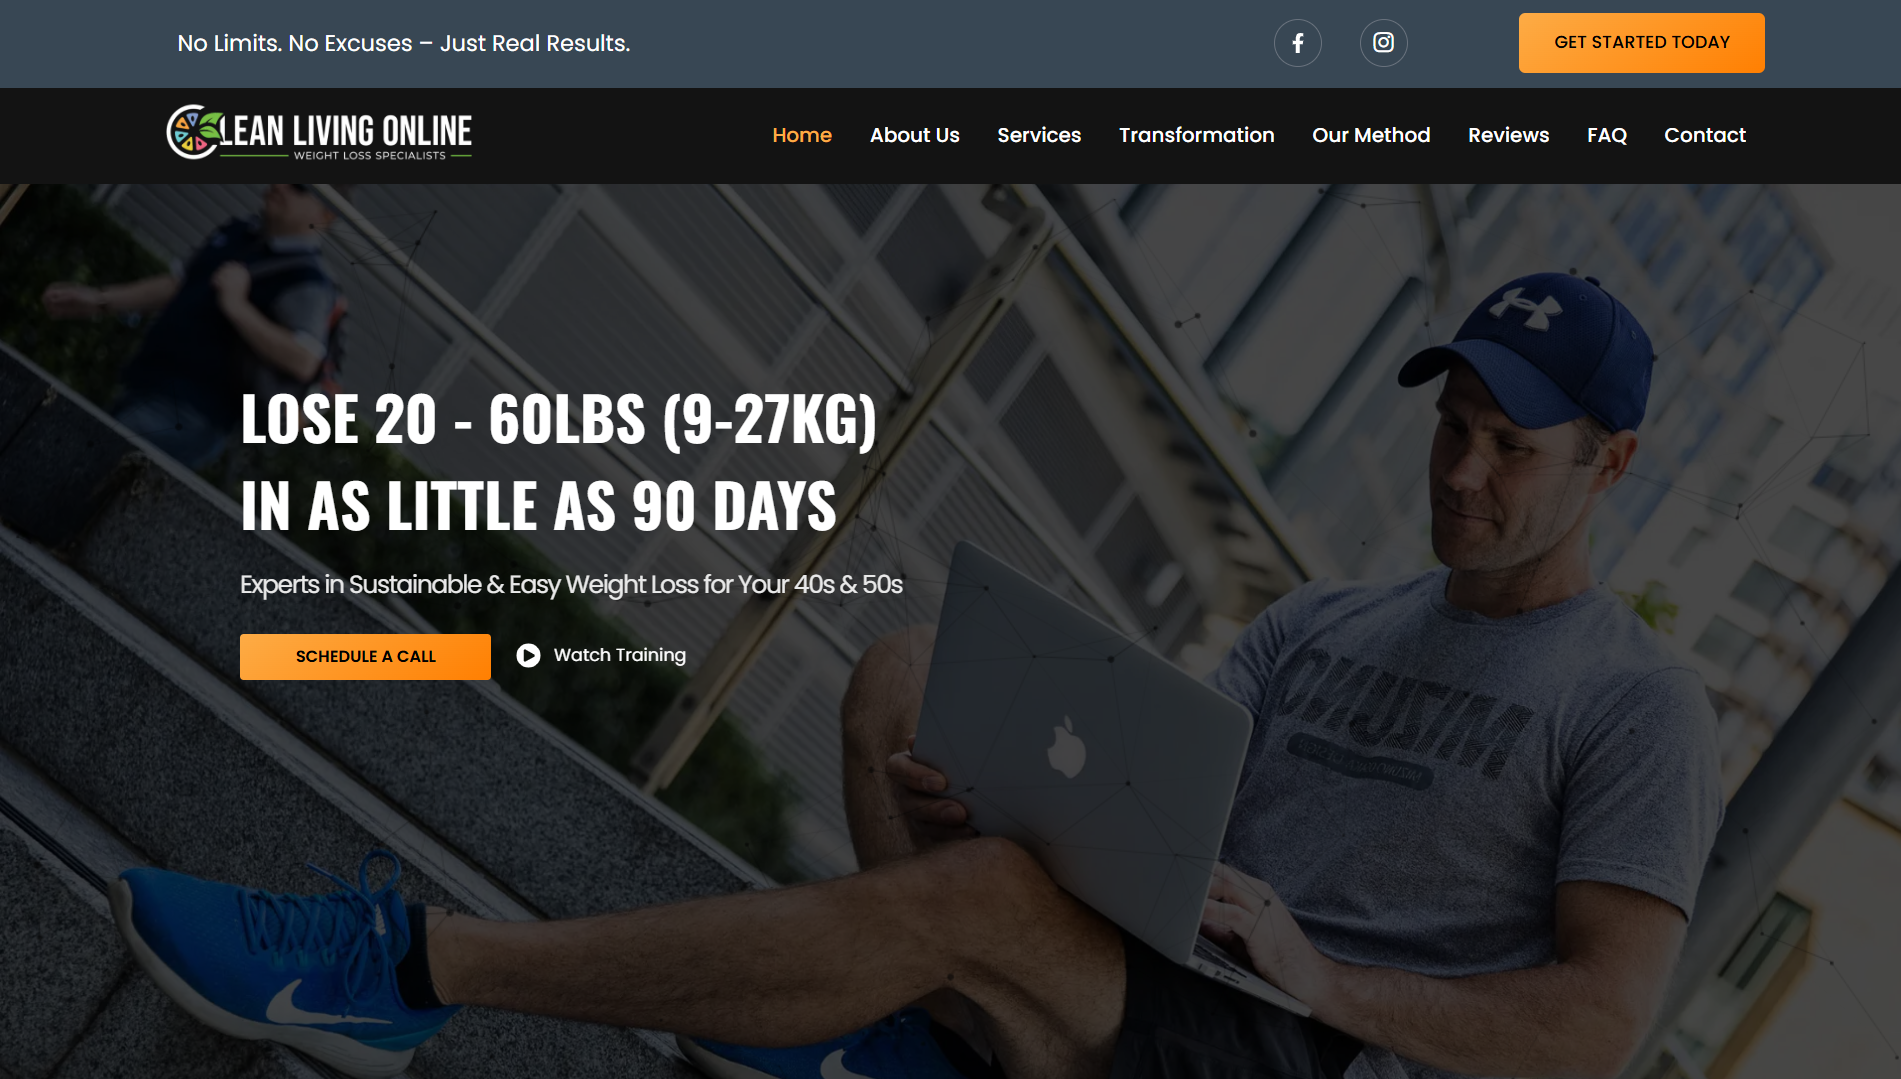 No Limits. No Excuses – Just Real Results.
GET STARTED TODAY
CLEAN LIVING ONLINE
WEIGHT LOSS SPECIALISTS
Home About Us Services Transformation Our Method Reviews FAQ Contact
LOSE 20 - 60LBS (9-27KG)
IN AS LITTLE AS 90 DAYS
Experts in Sustainable & Easy Weight Loss for Your 40s & 50s
SCHEDULE A CALL
Watch Training
MIZUNO